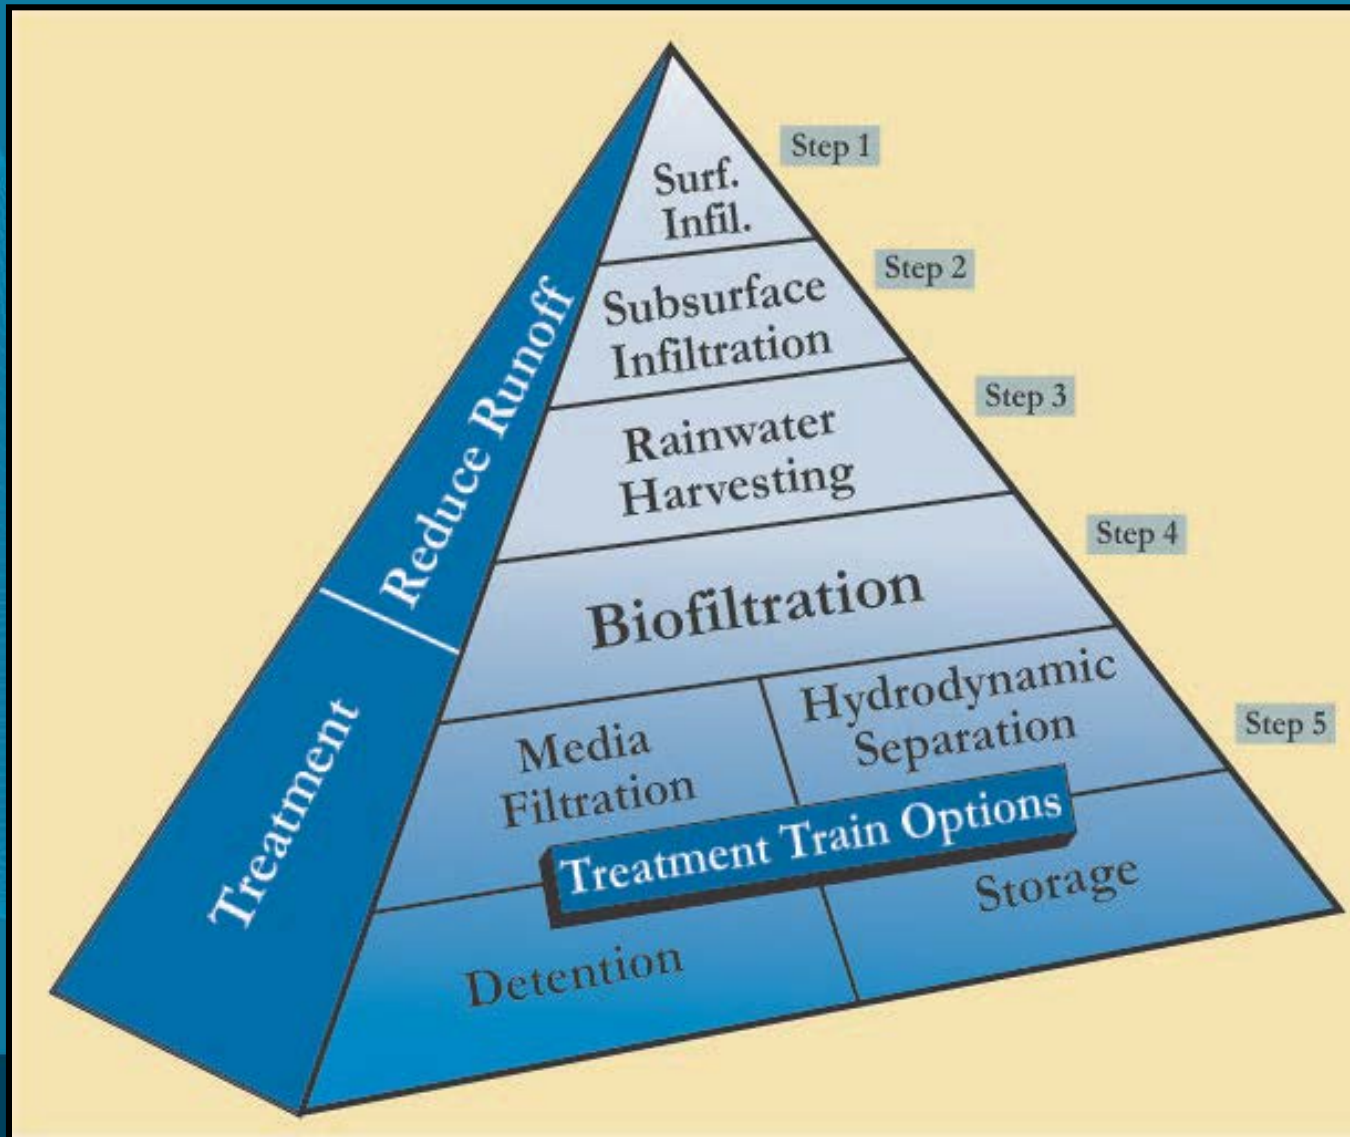 Step 1
Surf.
Infil.
Step 2
Subsurface
Infiltration
Step 3
Rainwater
Harvesting
Step 4
Biofiltration
Step 5
Media
Filtration
Hydrodynamic
Separation
Treatment Train Options
Detention
Storage
Reduce Runoff
Treatment